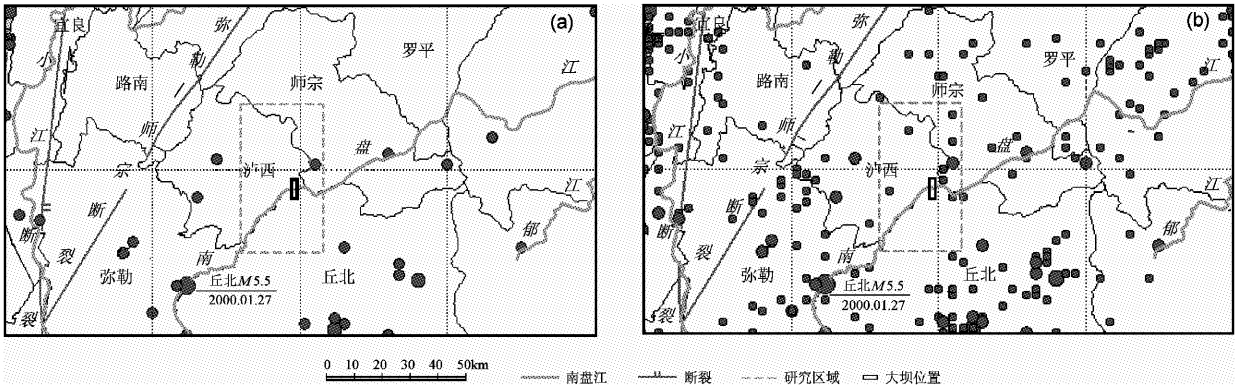 (a)
宜良
弥
罗平
小
勒
江
路南
师宗
江
师
盘
宗
泸西
江
断
断
郁
裂
南
弥勒
丘北M5.5
丘北
2000.01.27
裂
(b)
宜良
弥
罗平
小
勒
江
路南
师宗
江
师
盘
宗
泸西
江
断
断
郁
裂
南
弥勒
丘北
丘北M5.5
2000.01.27
裂
0 10 20 30 40 50km
南盘江
断裂
研究区域
大坝位置